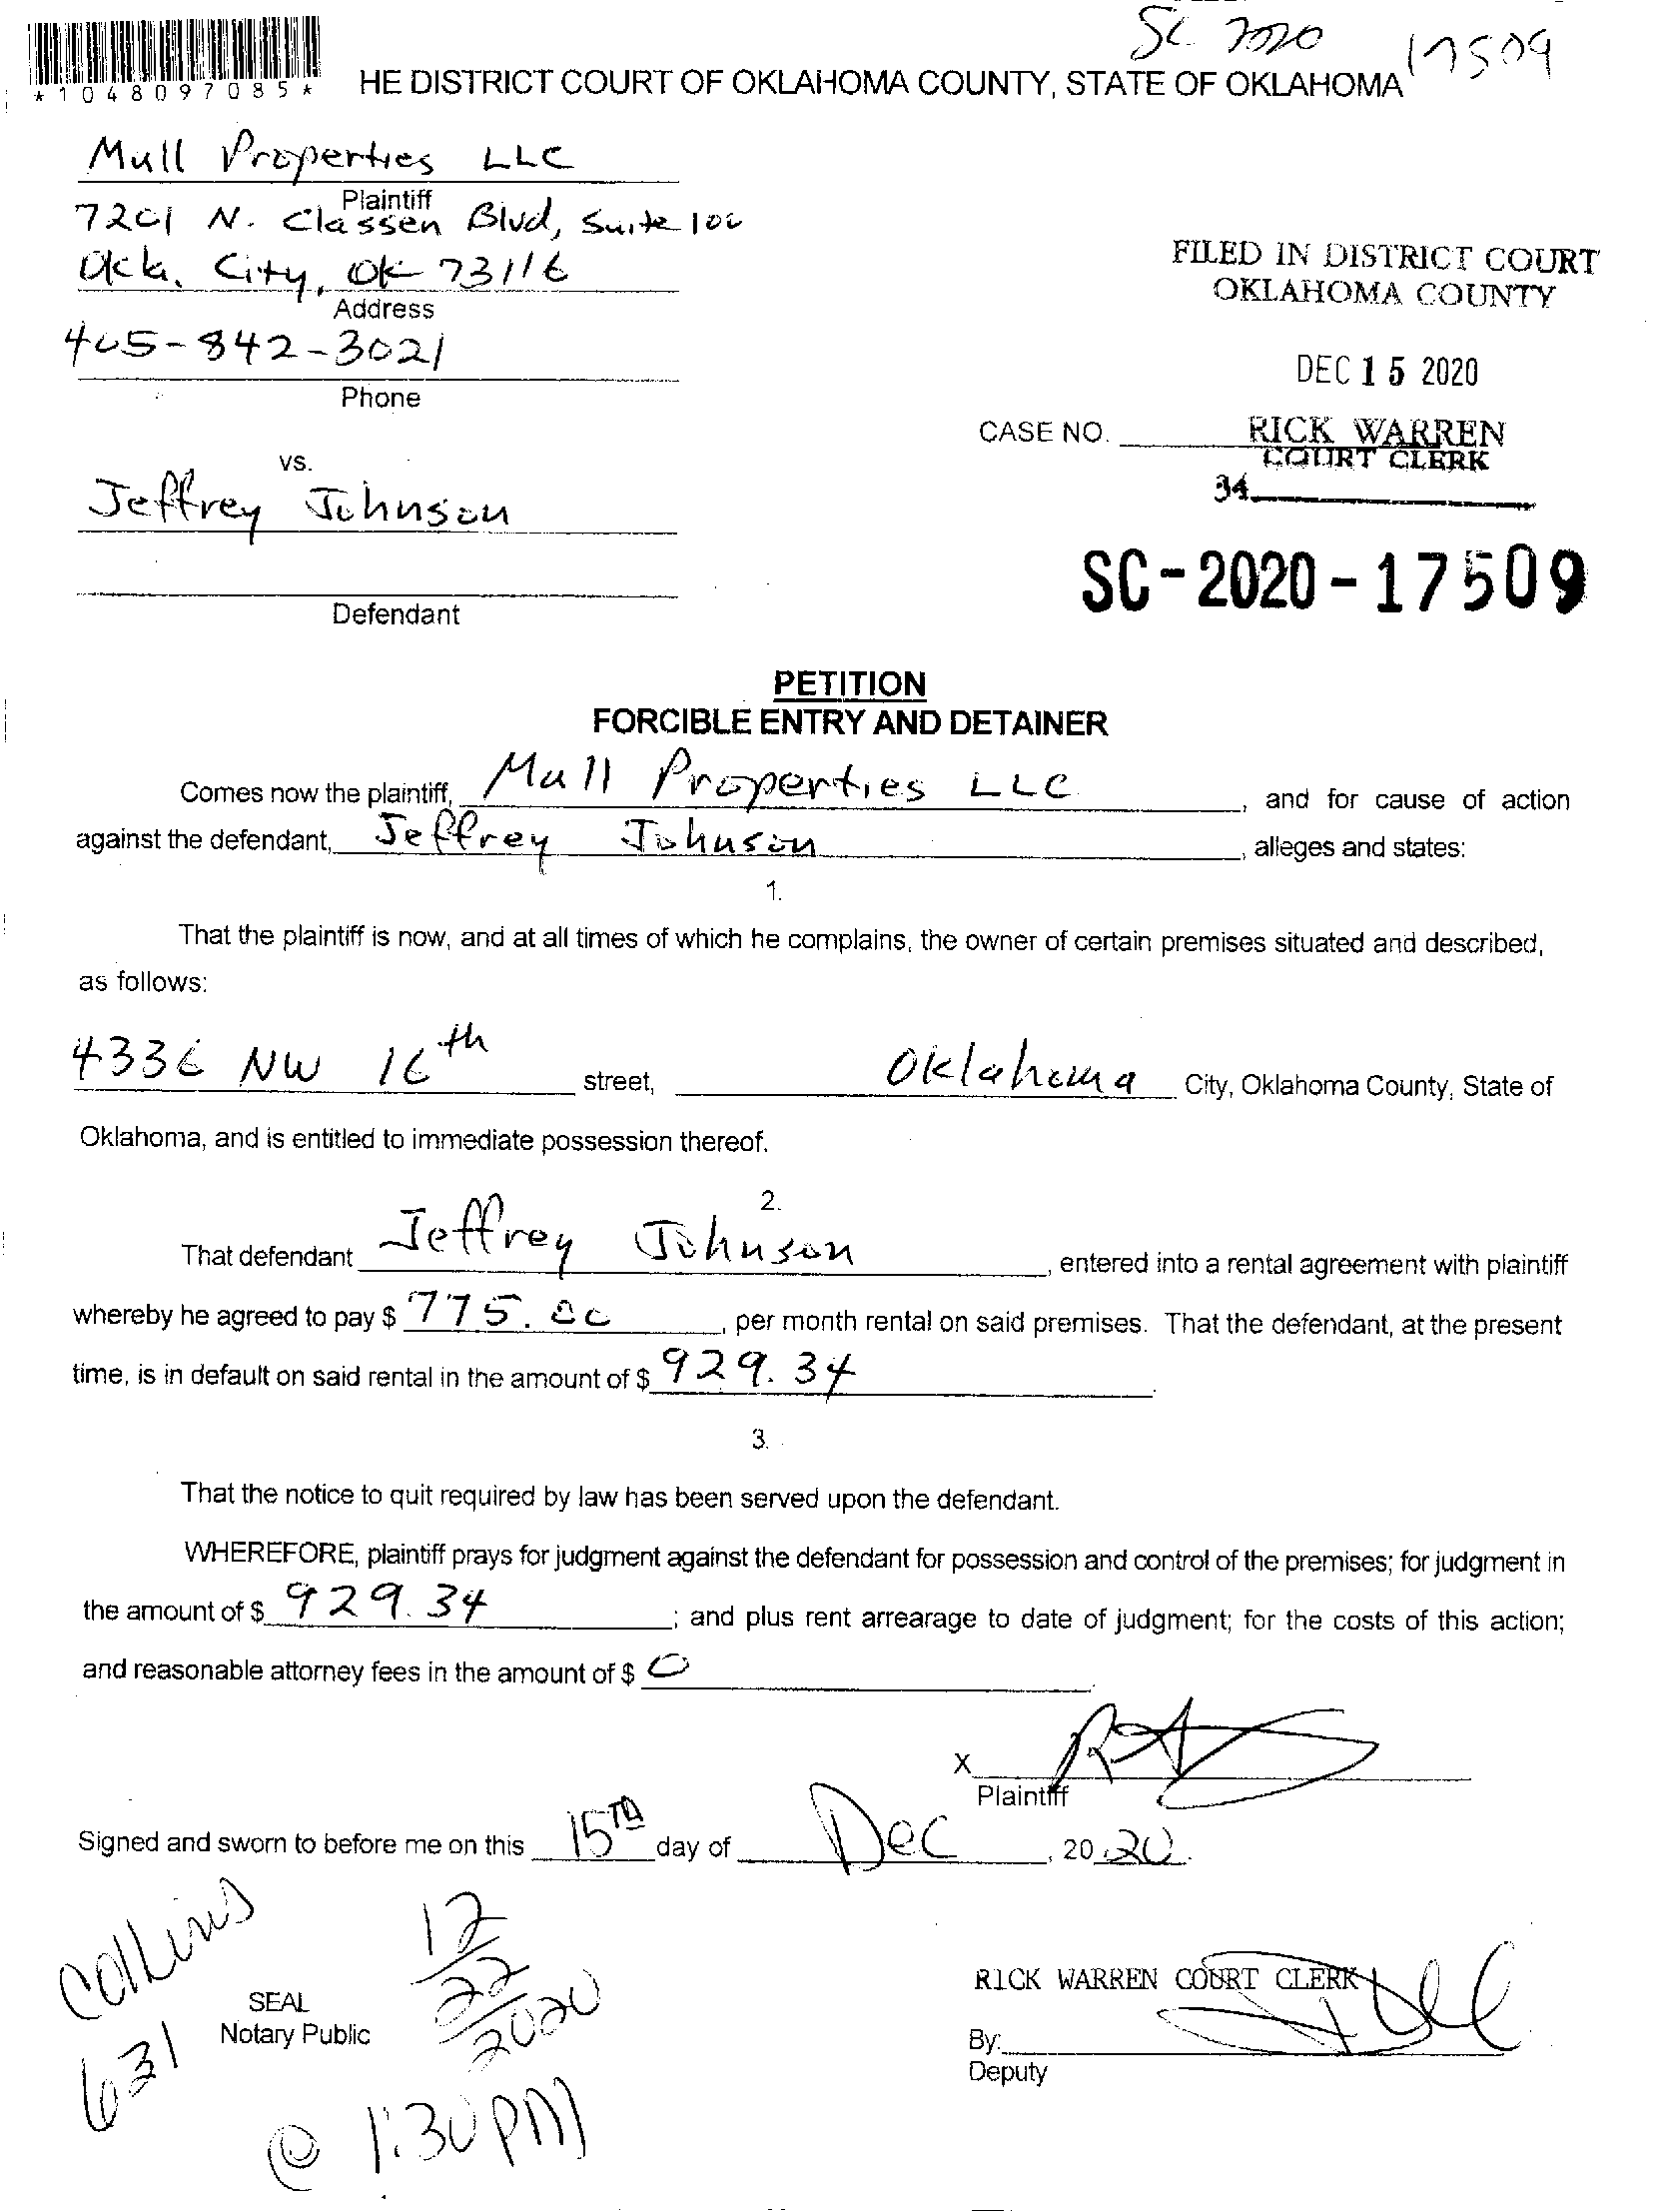 SC 2020 17509
*1048097085*
HE DISTRICT COURT OF OKLAHOMA COUNTY, STATE OF OKLAHOMA
Mull Properties LLC
Plaintiff
7201 N. Classen Blvd, Suite 100
Okla. City, OK 73116
Address
405-842-3021
Phone
FILED IN DISTRICT COURT
OKLAHOMA COUNTY
DEC 15 2020
CASE NO.
RICK WARREN
COURT CLERK
34
vs.
Jeffrey Johnson
Defendant
SC-2020-17509
PETITION
FORCIBLE ENTRY AND DETAINER
Comes now the plaintiff, Mull Properties LLC, and for cause of action
against the defendant, Jeffrey Johnson, alleges and states:
1.
That the plaintiff is now, and at all times of which he complains, the owner of certain premises situated and described,
as follows:
4336 NW 16th street, Oklahoma City, Oklahoma County, State of
Oklahoma, and is entitled to immediate possession thereof.
2.
That defendant Jeffrey Johnson, entered into a rental agreement with plaintiff
whereby he agreed to pay $ 775.00, per month rental on said premises. That the defendant, at the present
time, is in default on said rental in the amount of $ 929.34.
3.
That the notice to quit required by law has been served upon the defendant.
WHEREFORE, plaintiff prays for judgment against the defendant for possession and control of the premises; for judgment in
the amount of $ 929.34; and plus rent arrearage to date of judgment; for the costs of this action;
and reasonable attorney fees in the amount of $ 0.
X
Plaintiff
Signed and sworn to before me on this 15TH day of Dec, 20 20.
Collins
631
12/22/2020
@ 1:30PM
SEAL
Notary Public
RICK WARREN COURT CLERK
By:
Deputy